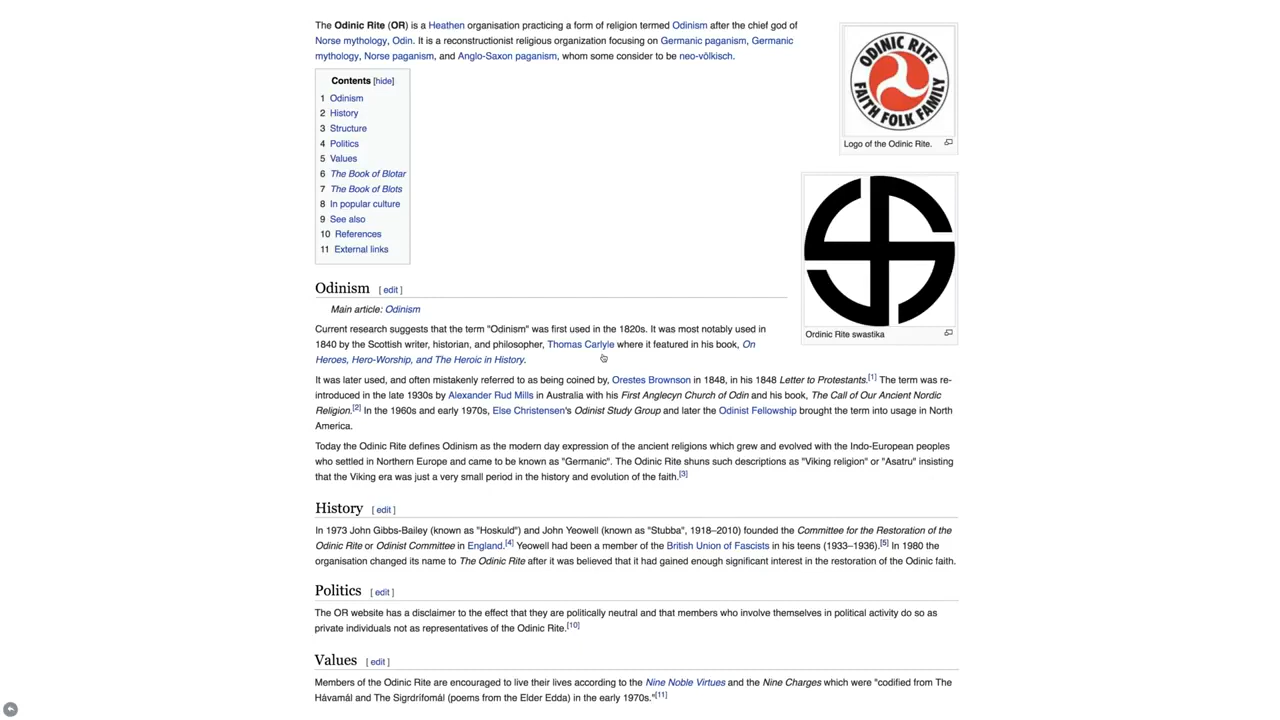 The Odinic Rite (OR) is a Heathen organisation practicing a form of religion termed Odinism after the chief god of
Norse mythology, Odin. It is a reconstructionist religious organization focusing on Germanic paganism, Germanic
mythology, Norse paganism, and Anglo-Saxon paganism, whom some consider to be neo-völkisch.
ODINIC RITE
FAITH FOLK FAMILY
Logo of the Odinic Rite.
Contents [hide]
1 Odinism
2 History
3 Structure
4 Politics
5 Values
6 The Book of Blotar
7 The Book of Blots
8 In popular culture
9 See also
10 References
11 External links
Ordinic Rite swastika
Odinism [ edit ]
Main article: Odinism
Current research suggests that the term "Odinism" was first used in the 1820s. It was most notably used in
1840 by the Scottish writer, historian, and philosopher, Thomas Carlyle where it featured in his book, On
Heroes, Hero-Worship, and The Heroic in History.
It was later used, and often mistakenly referred to as being coined by, Orestes Brownson in 1848, in his 1848 Letter to Protestants.[1] The term was re-
introduced in the late 1930s by Alexander Rud Mills in Australia with his First Anglecyn Church of Odin and his book, The Call of Our Ancient Nordic
Religion.[2] In the 1960s and early 1970s, Else Christensen's Odinist Study Group and later the Odinist Fellowship brought the term into usage in North
America.
Today the Odinic Rite defines Odinism as the modern day expression of the ancient religions which grew and evolved with the Indo-European peoples
who settled in Northern Europe and came to be known as "Germanic". The Odinic Rite shuns such descriptions as "Viking religion" or "Asatru" insisting
that the Viking era was just a very small period in the history and evolution of the faith.[3]
History [ edit ]
In 1973 John Gibbs-Bailey (known as "Hoskuld") and John Yeowell (known as "Stubba", 1918–2010) founded the Committee for the Restoration of the
Odinic Rite or Odinist Committee in England.[4] Yeowell had been a member of the British Union of Fascists in his teens (1933–1936).[5] In 1980 the
organisation changed its name to The Odinic Rite after it was believed that it had gained enough significant interest in the restoration of the Odinic faith.
Politics [ edit ]
The OR website has a disclaimer to the effect that they are politically neutral and that members who involve themselves in political activity do so as
private individuals not as representatives of the Odinic Rite.[10]
Values [ edit ]
Members of the Odinic Rite are encouraged to live their lives according to the Nine Noble Virtues and the Nine Charges which were "codified from The
Hávamál and The Sigrdrífomál (poems from the Elder Edda) in the early 1970s."[11]